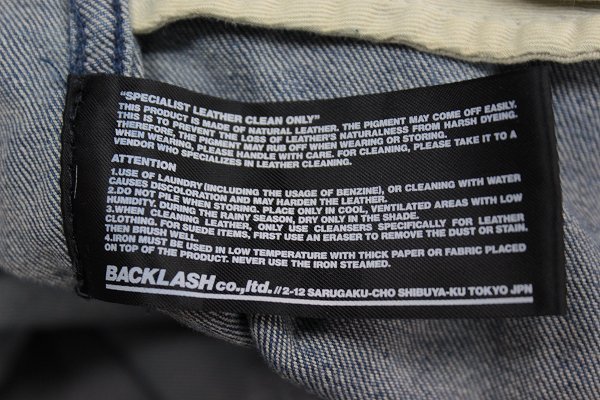 "SPECIALIST LEATHER CLEAN ONLY"
THIS PRODUCT IS MADE OF NATURAL LEATHER. THE PIGMENT MAY COME OFF EASILY.
THIS IS TO PREVENT THE LOSS OF LEATHER'S NATURALNESS FROM HARSH DYEING.
THEREFORE, THE PIGMENT MAY RUB OFF WHEN WEARING OR STORING.
WHEN WEARING, PLEASE HANDLE WITH CARE. FOR CLEANING, PLEASE TAKE IT TO A
VENDOR WHO SPECIALIZES IN LEATHER CLEANING.
ATTENTION
1.USE OF LAUNDRY (INCLUDING THE USAGE OF BENZINE), OR CLEANING WITH WATER
CAUSES DISCOLORATION AND MAY HARDEN THE LEATHER.
2.DO NOT PILE WHEN STORING. PLACE ONLY IN COOL, VENTILATED AREAS WITH LOW
HUMIDITY. DURING THE RAINY SEASON, DRY ONLY IN THE SHADE.
3.WHEN CLEANING LEATHER, ONLY USE CLEANSERS SPECIFICALLY FOR LEATHER
CLOTHING. FOR SUEDE ITEMS, FIRST USE AN ERASER TO REMOVE THE DUST OR STAIN.
THEN BRUSH WELL.
4.IRON MUST BE USED IN LOW TEMPERATURE WITH THICK PAPER OR FABRIC PLACED
ON TOP OF THE PRODUCT. NEVER USE THE IRON STEAMED.
BACKLASH co.,ltd. //2-12 SARUGAKU-CHO SHIBUYA-KU TOKYO JPN